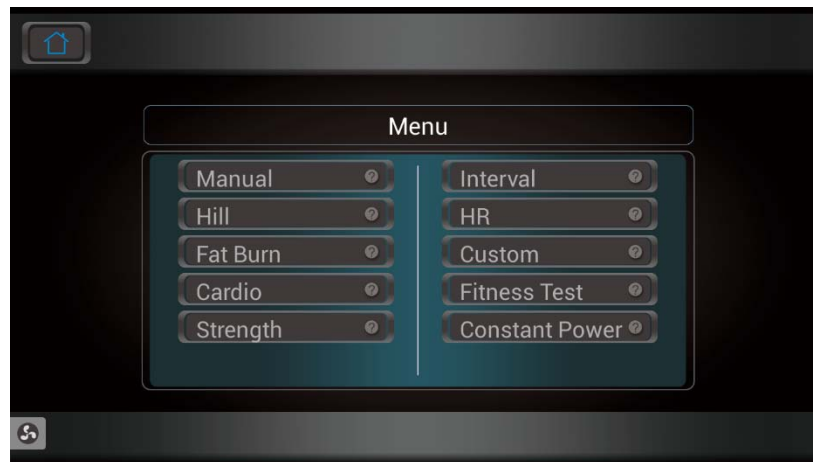 Menu
Manual
Hill
Fat Burn
Cardio
Strength
Interval
HR
Custom
Fitness Test
Constant Power